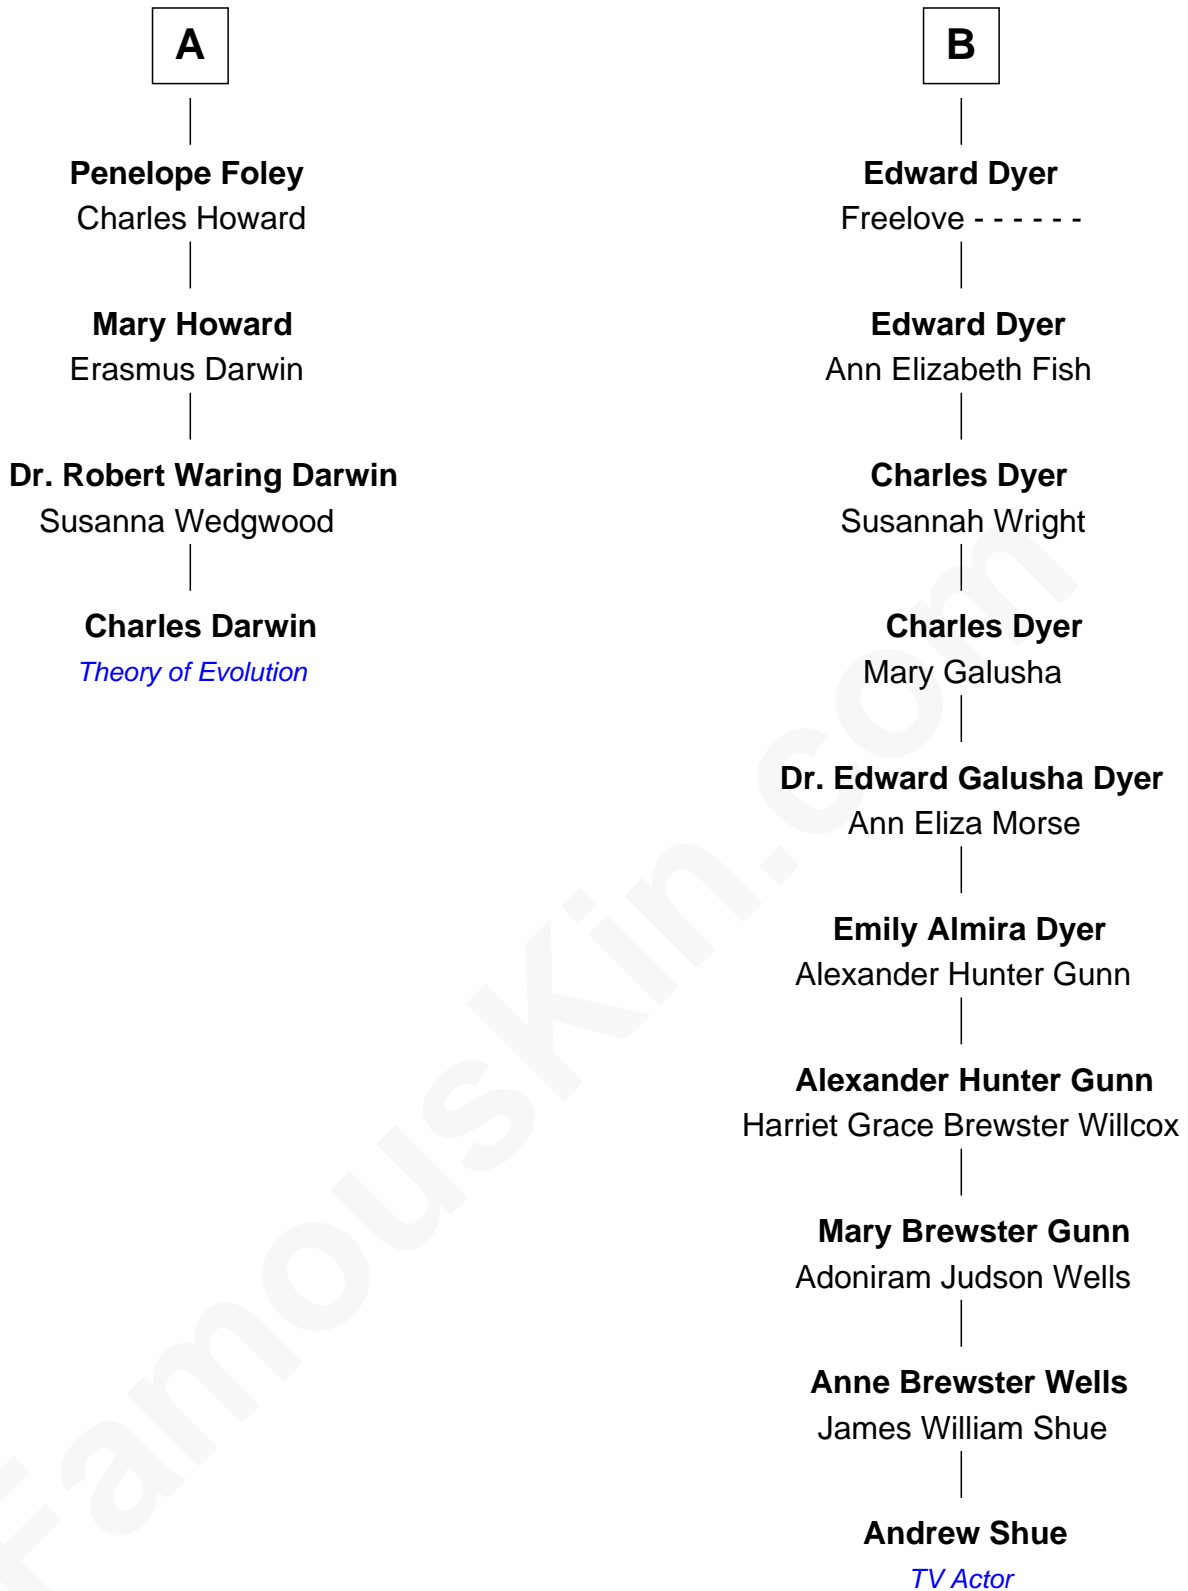 A
Penelope Foley
Charles Howard
Mary Howard
Erasmus Darwin
Dr. Robert Waring Darwin
Susanna Wedgwood
Charles Darwin
Theory of Evolution
B
Edward Dyer
Freelove - - - - - -
Edward Dyer
Ann Elizabeth Fish
Charles Dyer
Susannah Wright
Charles Dyer
Mary Galusha
Dr. Edward Galusha Dyer
Ann Eliza Morse
Emily Almira Dyer
Alexander Hunter Gunn
Alexander Hunter Gunn
Harriet Grace Brewster Willcox
Mary Brewster Gunn
Adoniram Judson Wells
Anne Brewster Wells
James William Shue
Andrew Shue
TV Actor
FamousKin.com